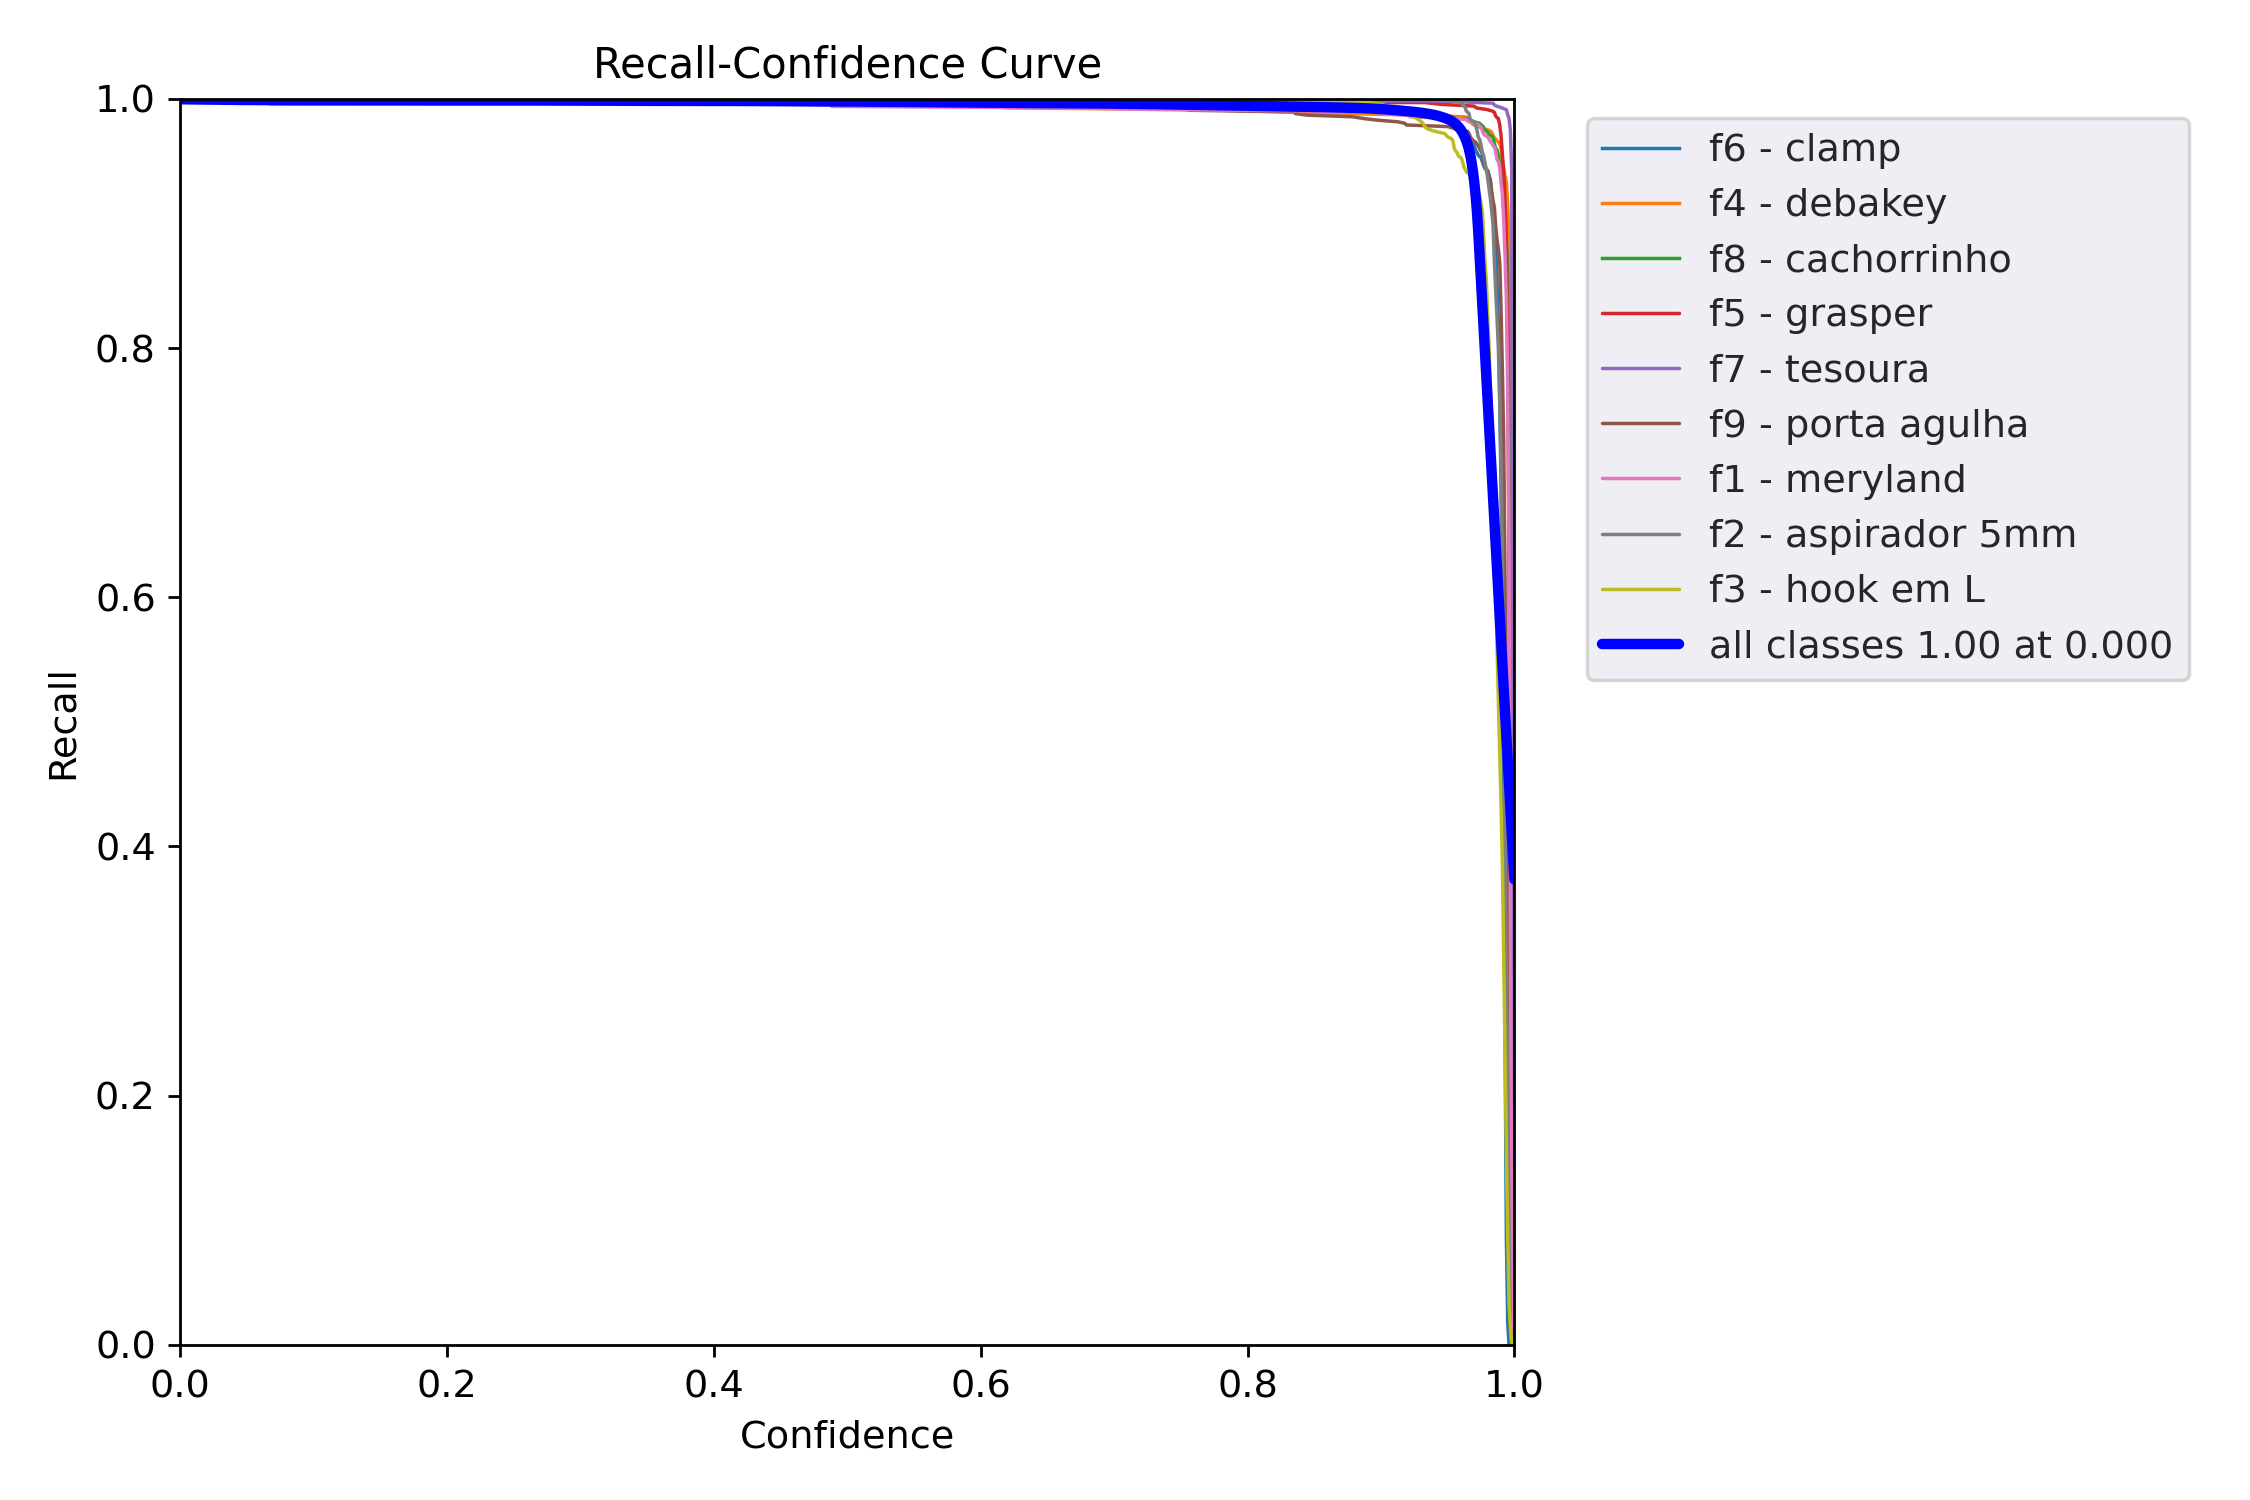 Recall-Confidence Curve
1.0
0.8
0.6
0.4
0.2
0.0
Recall
0.0 0.2 0.4 0.6 0.8 1.0
Confidence
f6 - clamp
f4 - debakey
f8 - cachorrinho
f5 - grasper
f7 - tesoura
f9 - porta agulha
f1 - meryland
f2 - aspirador 5mm
f3 - hook em L
all classes 1.00 at 0.000